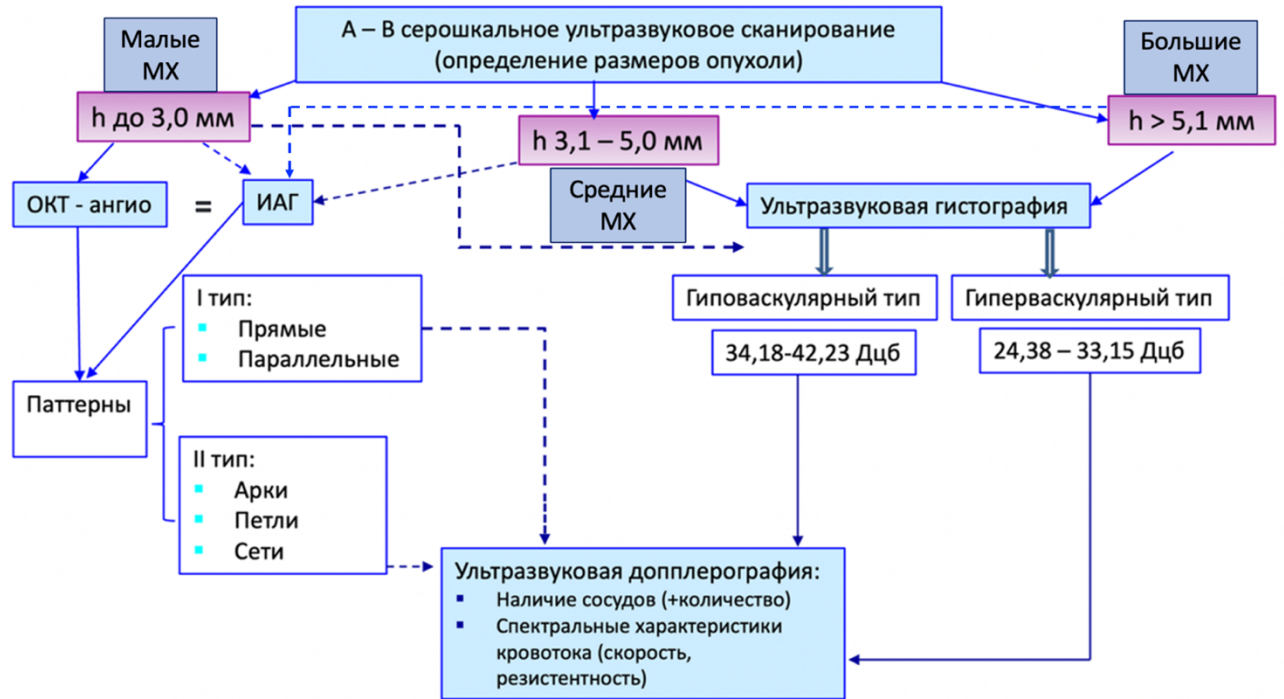 А – В серошкальное ультразвуковое сканирование
(определение размеров опухоли)
Малые
МХ
Большие
МХ
h до 3,0 мм
h 3,1 – 5,0 мм
h > 5,1 мм
Средние
МХ
ОКТ - ангио
=
ИАГ
Ультразвуковая гистография
I тип:
▪ Прямые
▪ Параллельные
Гиповаскулярный тип
Гиперваскулярный тип
34,18-42,23 Дцб
24,38 – 33,15 Дцб
Паттерны
II тип:
▪ Арки
▪ Петли
▪ Сети
Ультразвуковая допплерография:
▪ Наличие сосудов (+количество)
▪ Спектральные характеристики
кровотока (скорость,
резистентность)